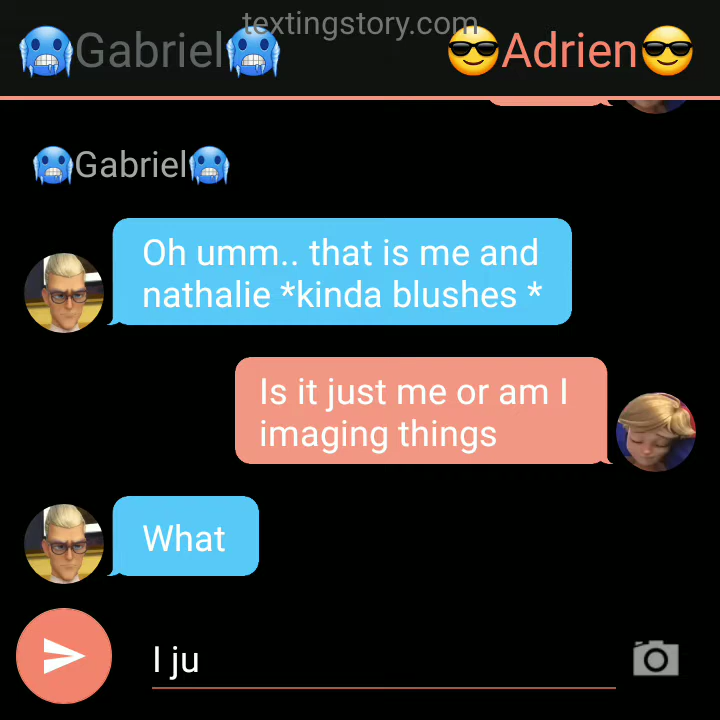 textingstory.com
🥶Gabriel🥶
😎Adrien😎
🥶Gabriel🥶
Oh umm.. that is me and
nathalie *kinda blushes *
Is it just me or am I
imaging things
What
I ju